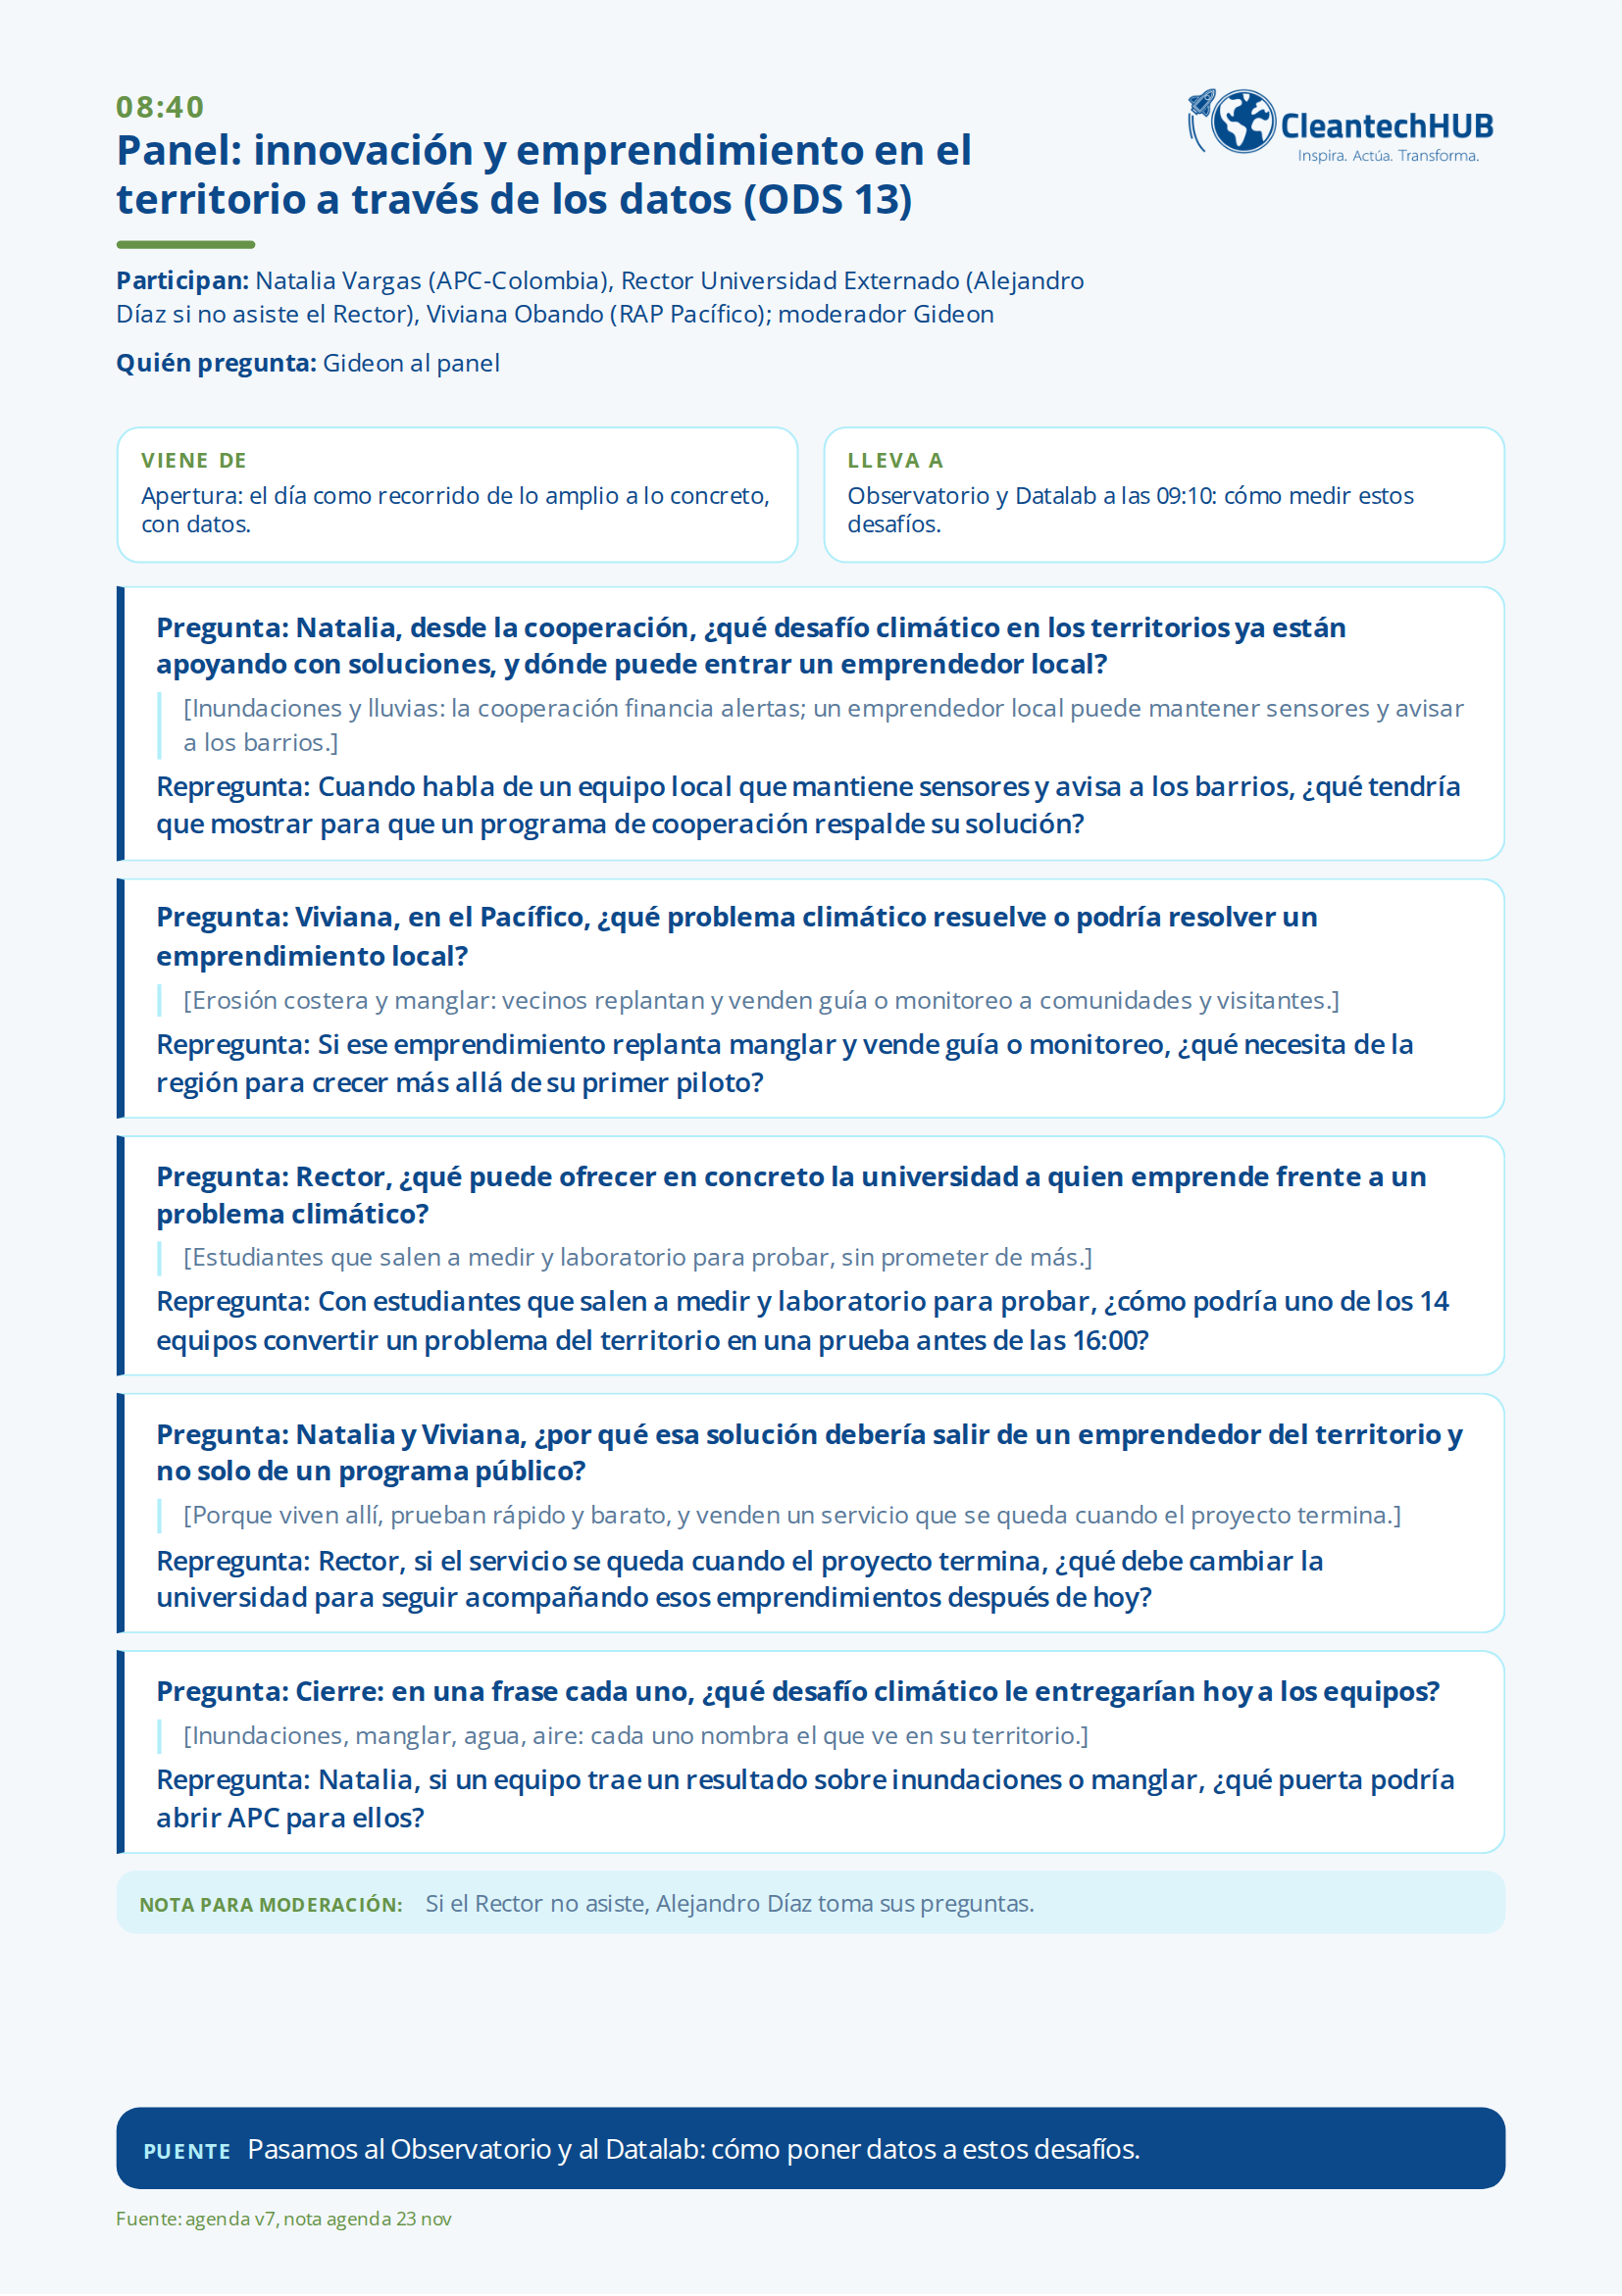 08:40
Panel: innovación y emprendimiento en el
territorio a través de los datos (ODS 13)
CleantechHUB
Inspira. Actúa. Transforma.
Participan: Natalia Vargas (APC-Colombia), Rector Universidad Externado (Alejandro
Díaz si no asiste el Rector), Viviana Obando (RAP Pacífico); moderador Gideon
Quién pregunta: Gideon al panel
VIENE DE
Apertura: el día como recorrido de lo amplio a lo concreto,
con datos.
LLEVA A
Observatorio y Datalab a las 09:10: cómo medir estos
desafíos.
Pregunta: Natalia, desde la cooperación, ¿qué desafío climático en los territorios ya están
apoyando con soluciones, y dónde puede entrar un emprendedor local?
[Inundaciones y lluvias: la cooperación financia alertas; un emprendedor local puede mantener sensores y avisar
a los barrios.]
Repregunta: Cuando habla de un equipo local que mantiene sensores y avisa a los barrios, ¿qué tendría
que mostrar para que un programa de cooperación respalde su solución?
Pregunta: Viviana, en el Pacífico, ¿qué problema climático resuelve o podría resolver un
emprendimiento local?
[Erosión costera y manglar: vecinos replantan y venden guía o monitoreo a comunidades y visitantes.]
Repregunta: Si ese emprendimiento replanta manglar y vende guía o monitoreo, ¿qué necesita de la
región para crecer más allá de su primer piloto?
Pregunta: Rector, ¿qué puede ofrecer en concreto la universidad a quien emprende frente a un
problema climático?
[Estudiantes que salen a medir y laboratorio para probar, sin prometer de más.]
Repregunta: Con estudiantes que salen a medir y laboratorio para probar, ¿cómo podría uno de los 14
equipos convertir un problema del territorio en una prueba antes de las 16:00?
Pregunta: Natalia y Viviana, ¿por qué esa solución debería salir de un emprendedor del territorio y
no solo de un programa público?
[Porque viven allí, prueban rápido y barato, y venden un servicio que se queda cuando el proyecto termina.]
Repregunta: Rector, si el servicio se queda cuando el proyecto termina, ¿qué debe cambiar la
universidad para seguir acompañando esos emprendimientos después de hoy?
Pregunta: Cierre: en una frase cada uno, ¿qué desafío climático le entregarían hoy a los equipos?
[Inundaciones, manglar, agua, aire: cada uno nombra el que ve en su territorio.]
Repregunta: Natalia, si un equipo trae un resultado sobre inundaciones o manglar, ¿qué puerta podría
abrir APC para ellos?
NOTA PARA MODERACIÓN: Si el Rector no asiste, Alejandro Díaz toma sus preguntas.
PUENTE Pasamos al Observatorio y al Datalab: cómo poner datos a estos desafíos.
Fuente: agenda v7, nota agenda 23 nov